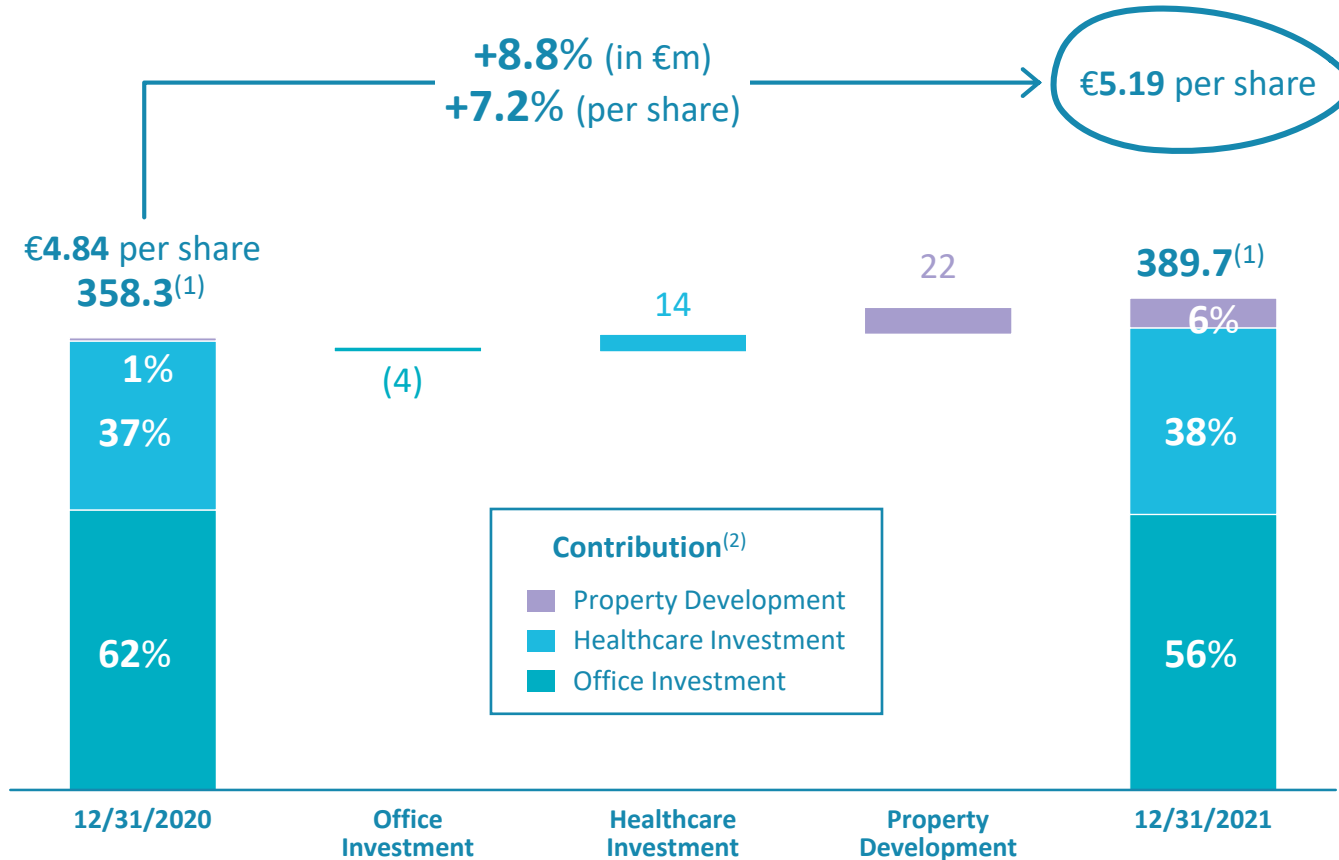 +8.8% (in €m)
+7.2% (per share)
€5.19 per share
€4.84 per share
358.3(1)
389.7(1)
(4)
14
22
1%
37%
62%
6%
38%
56%
Contribution(2)
Property Development
Healthcare Investment
Office Investment
12/31/2020
Office
Investment
Healthcare
Investment
Property
Development
12/31/2021